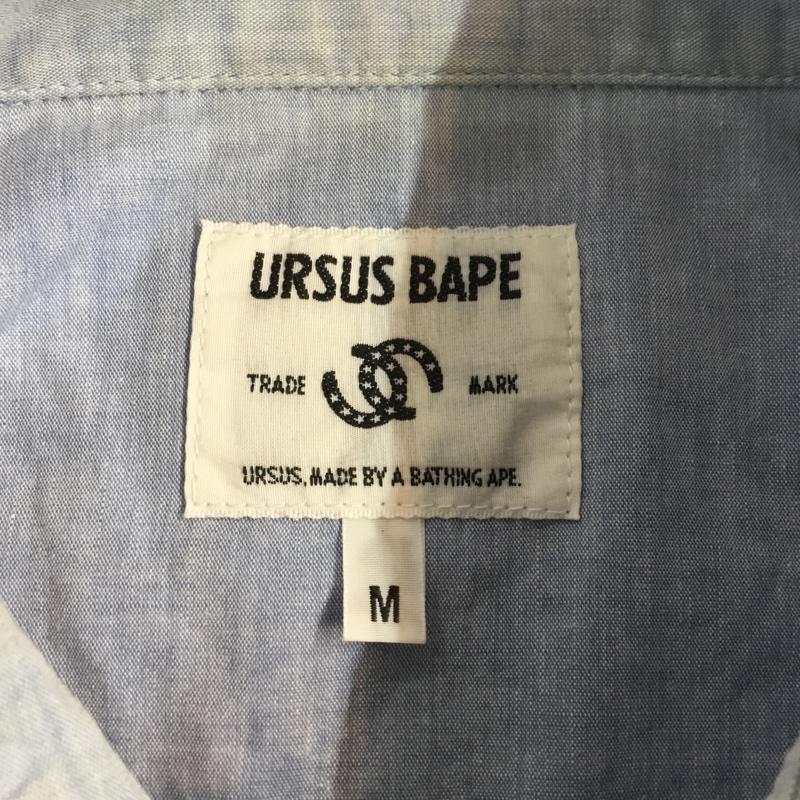 URSUS BAPE
TRADE MARK
URSUS, MADE BY A BATHING APE.
M